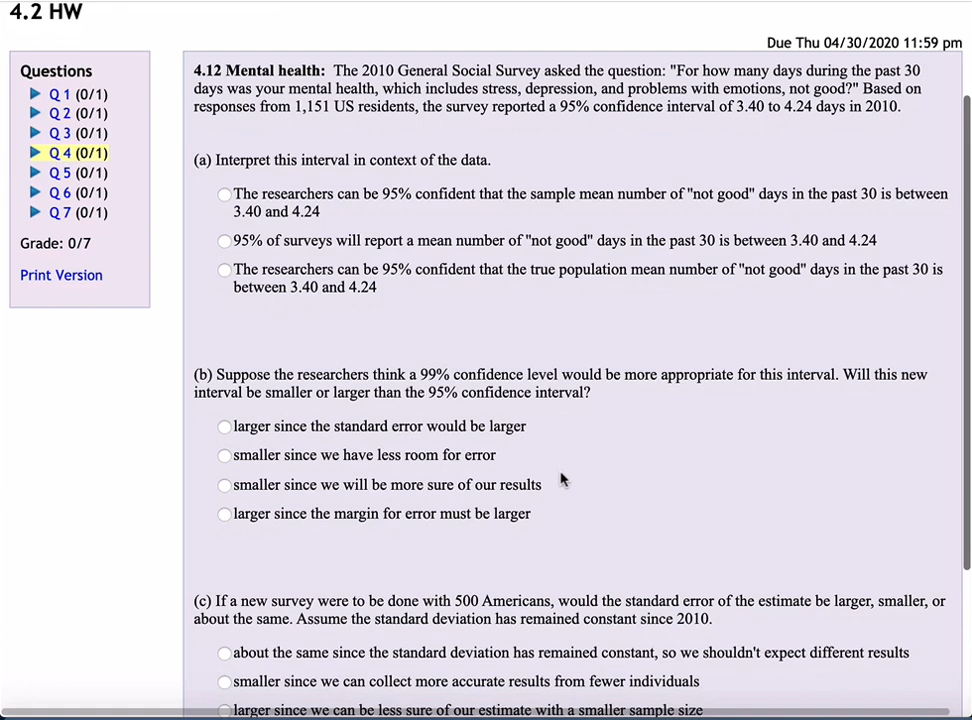 4.2 HW
Due Thu 04/30/2020 11:59 pm
Questions
Q 1 (0/1)
Q 2 (0/1)
Q 3 (0/1)
Q 4 (0/1)
Q 5 (0/1)
Q 6 (0/1)
Q 7 (0/1)
Grade: 0/7
Print Version
4.12 Mental health: The 2010 General Social Survey asked the question: "For how many days during the past 30
days was your mental health, which includes stress, depression, and problems with emotions, not good?" Based on
responses from 1,151 US residents, the survey reported a 95% confidence interval of 3.40 to 4.24 days in 2010.
(a) Interpret this interval in context of the data.
The researchers can be 95% confident that the sample mean number of "not good" days in the past 30 is between
3.40 and 4.24
95% of surveys will report a mean number of "not good" days in the past 30 is between 3.40 and 4.24
The researchers can be 95% confident that the true population mean number of "not good" days in the past 30 is
between 3.40 and 4.24
(b) Suppose the researchers think a 99% confidence level would be more appropriate for this interval. Will this new
interval be smaller or larger than the 95% confidence interval?
larger since the standard error would be larger
smaller since we have less room for error
smaller since we will be more sure of our results
larger since the margin for error must be larger
(c) If a new survey were to be done with 500 Americans, would the standard error of the estimate be larger, smaller, or
about the same. Assume the standard deviation has remained constant since 2010.
about the same since the standard deviation has remained constant, so we shouldn't expect different results
smaller since we can collect more accurate results from fewer individuals
larger since we can be less sure of our estimate with a smaller sample size